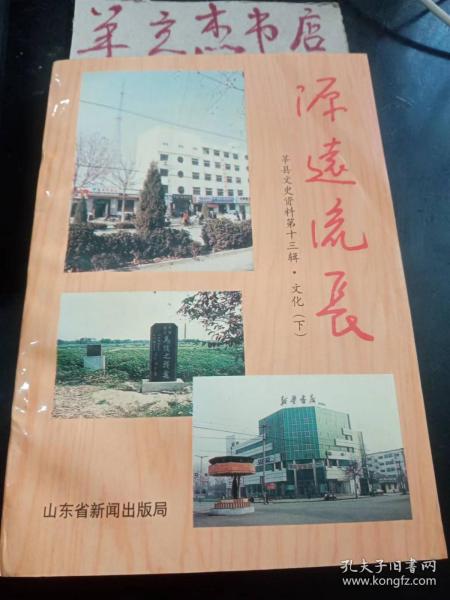 羊立杰书店
源遠流長
莘县文史资料第十三辑·文化(下)
新华书店
山东省新闻出版局
孔夫子旧书网
www.kongfz.com